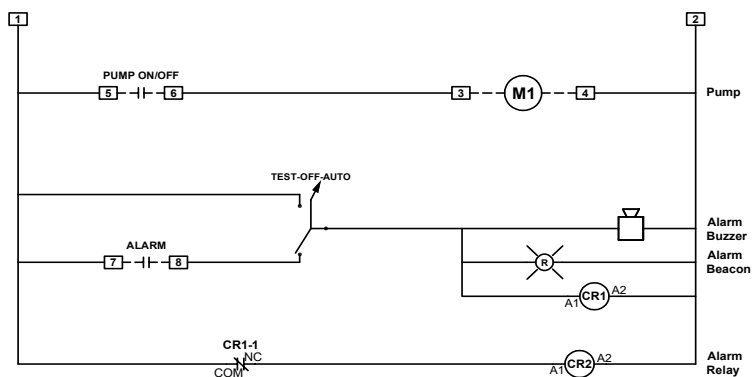 1 2
PUMP ON/OFF
5 6 3 M1 4 Pump
TEST-OFF-AUTO
Alarm
Buzzer
ALARM
7 8 R Alarm
Beacon
A1 CR1 A2
CR1-1
NC
COM
A1 CR2 A2
Alarm
Relay